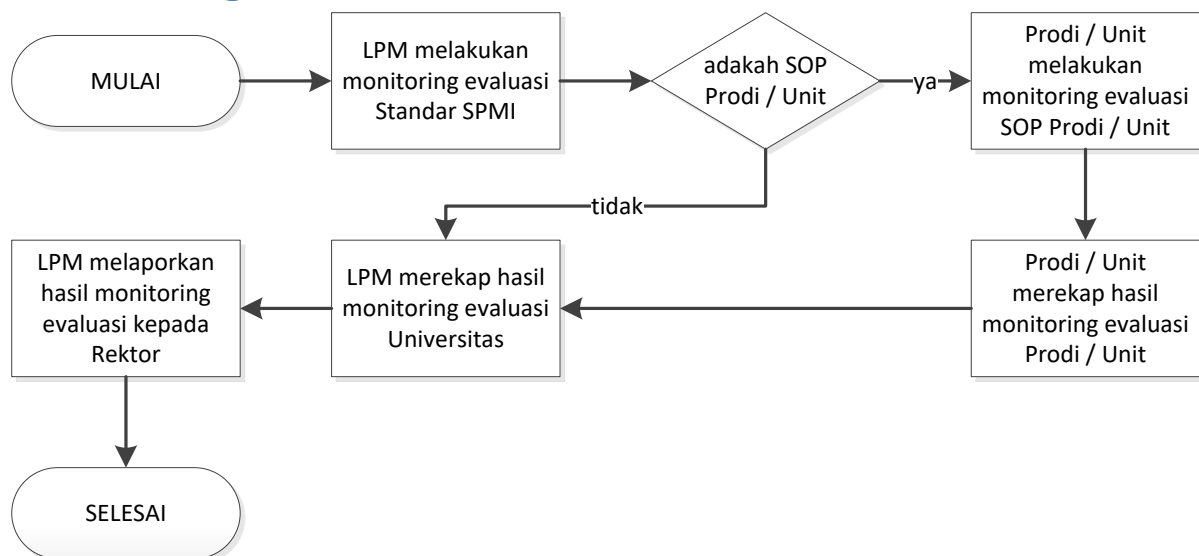 MULAI
LPM melakukan
monitoring evaluasi
Standar SPMI
adakah SOP
Prodi / Unit
ya
Prodi / Unit
melakukan
monitoring evaluasi
SOP Prodi / Unit
tidak
Prodi / Unit
merekap hasil
monitoring evaluasi
Prodi / Unit
LPM merekap hasil
monitoring evaluasi
Universitas
LPM melaporkan
hasil monitoring
evaluasi kepada
Rektor
SELESAI